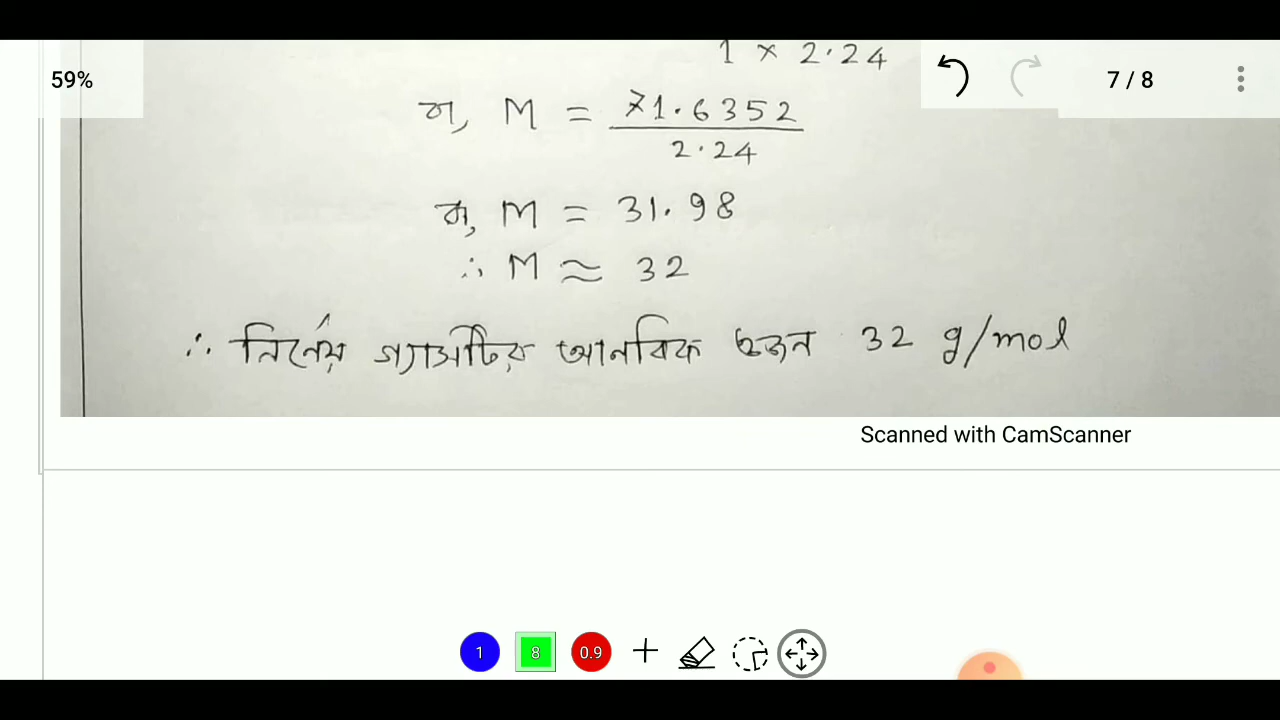 1 × 2.24
59%
7 / 8
বা, M = 71.6352
2.24
বা, M = 31.98
∴ M ≈ 32
∴ নির্ণেয় গ্যাসটির আনবিক ওজন 32 g/mol
Scanned with CamScanner
1 8 0.9